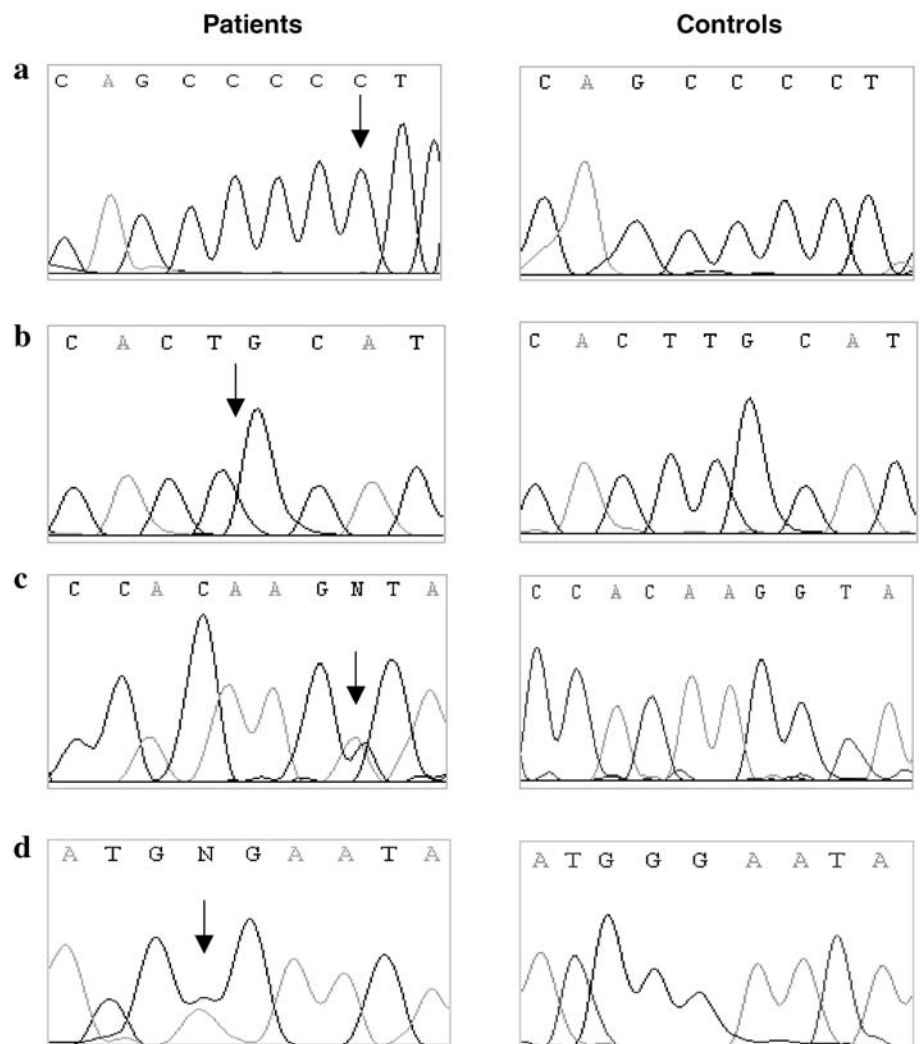 Patients Controls
a C A G C C C C C T C A G C C C C T
b C A C T G C A T C A C T T G C A T
c C C A C A A G N T A C C A C A A G G T A
d A T G N G A A T A A T G G G A A T A